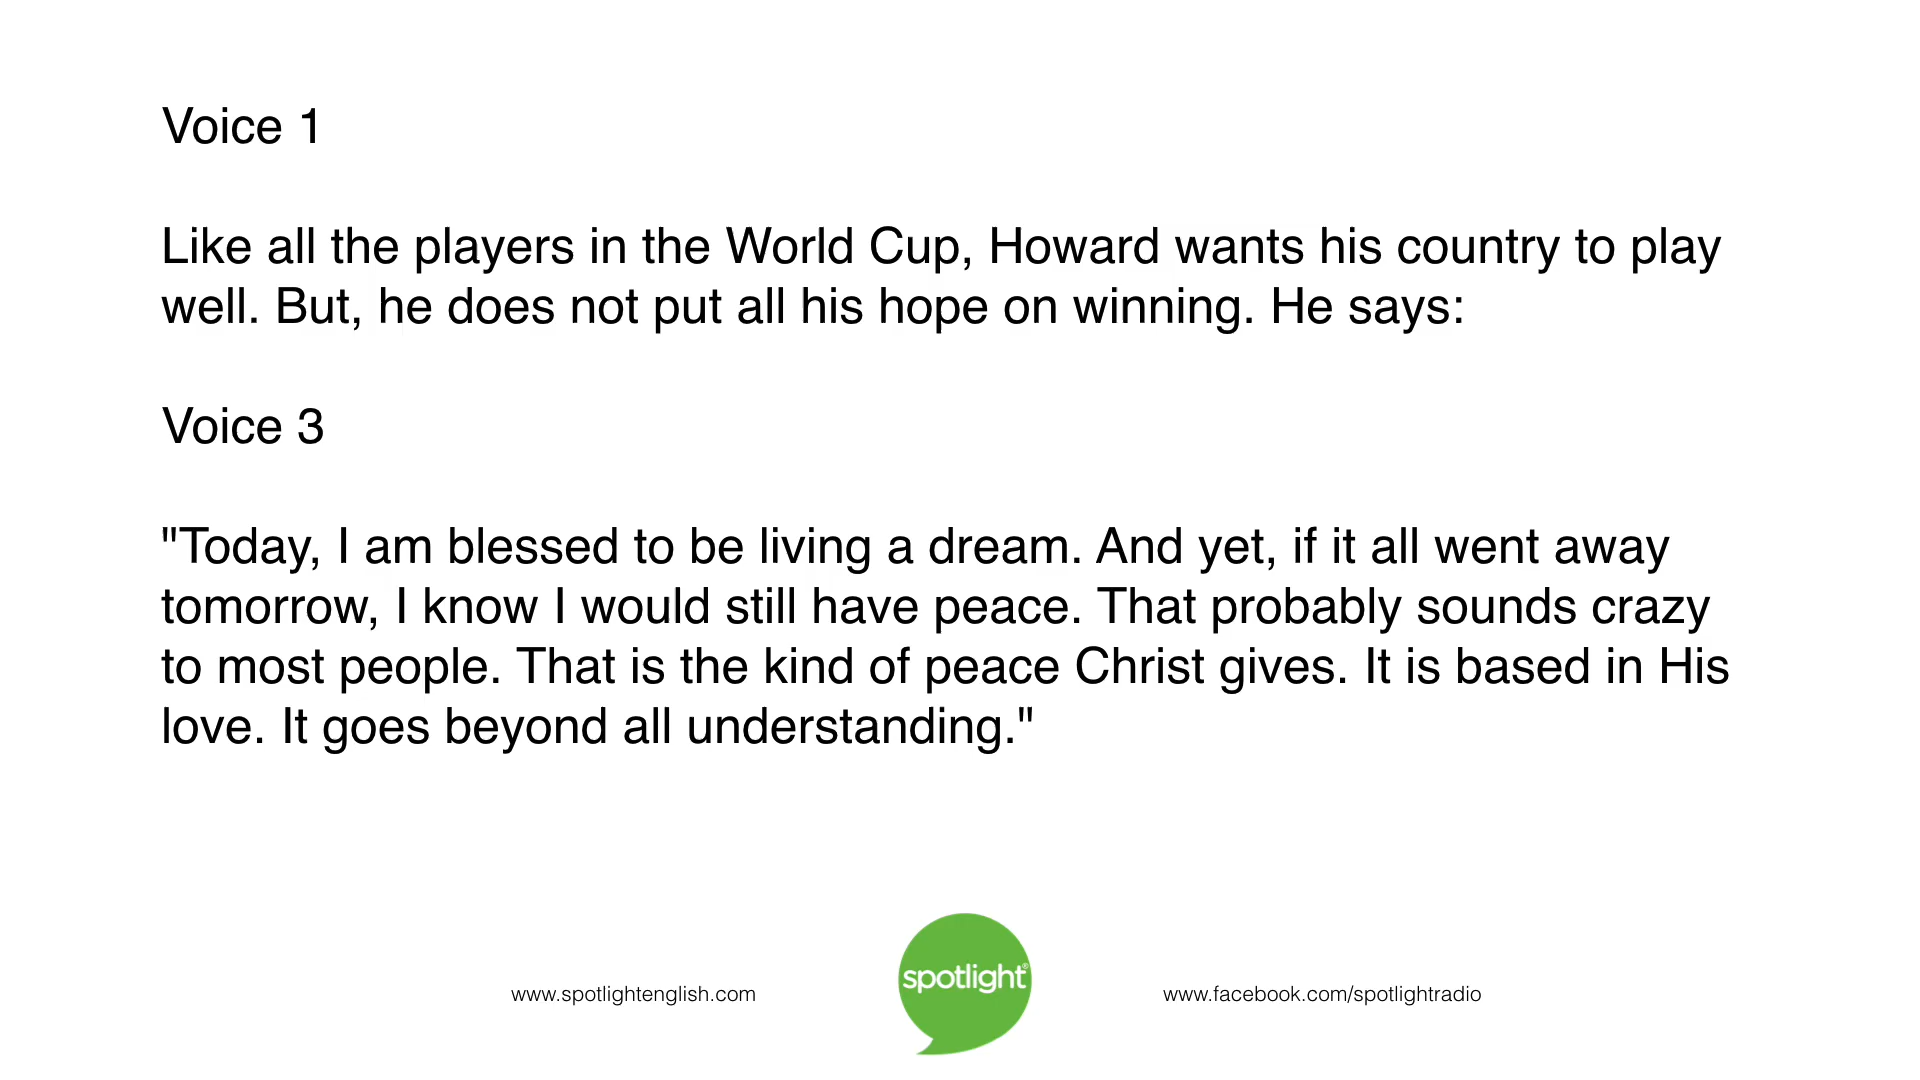 Voice 1
Like all the players in the World Cup, Howard wants his country to play
well. But, he does not put all his hope on winning. He says:
Voice 3
"Today, I am blessed to be living a dream. And yet, if it all went away
tomorrow, I know I would still have peace. That probably sounds crazy
to most people. That is the kind of peace Christ gives. It is based in His
love. It goes beyond all understanding."
www.spotlightenglish.com
spotlight®
www.facebook.com/spotlightradio